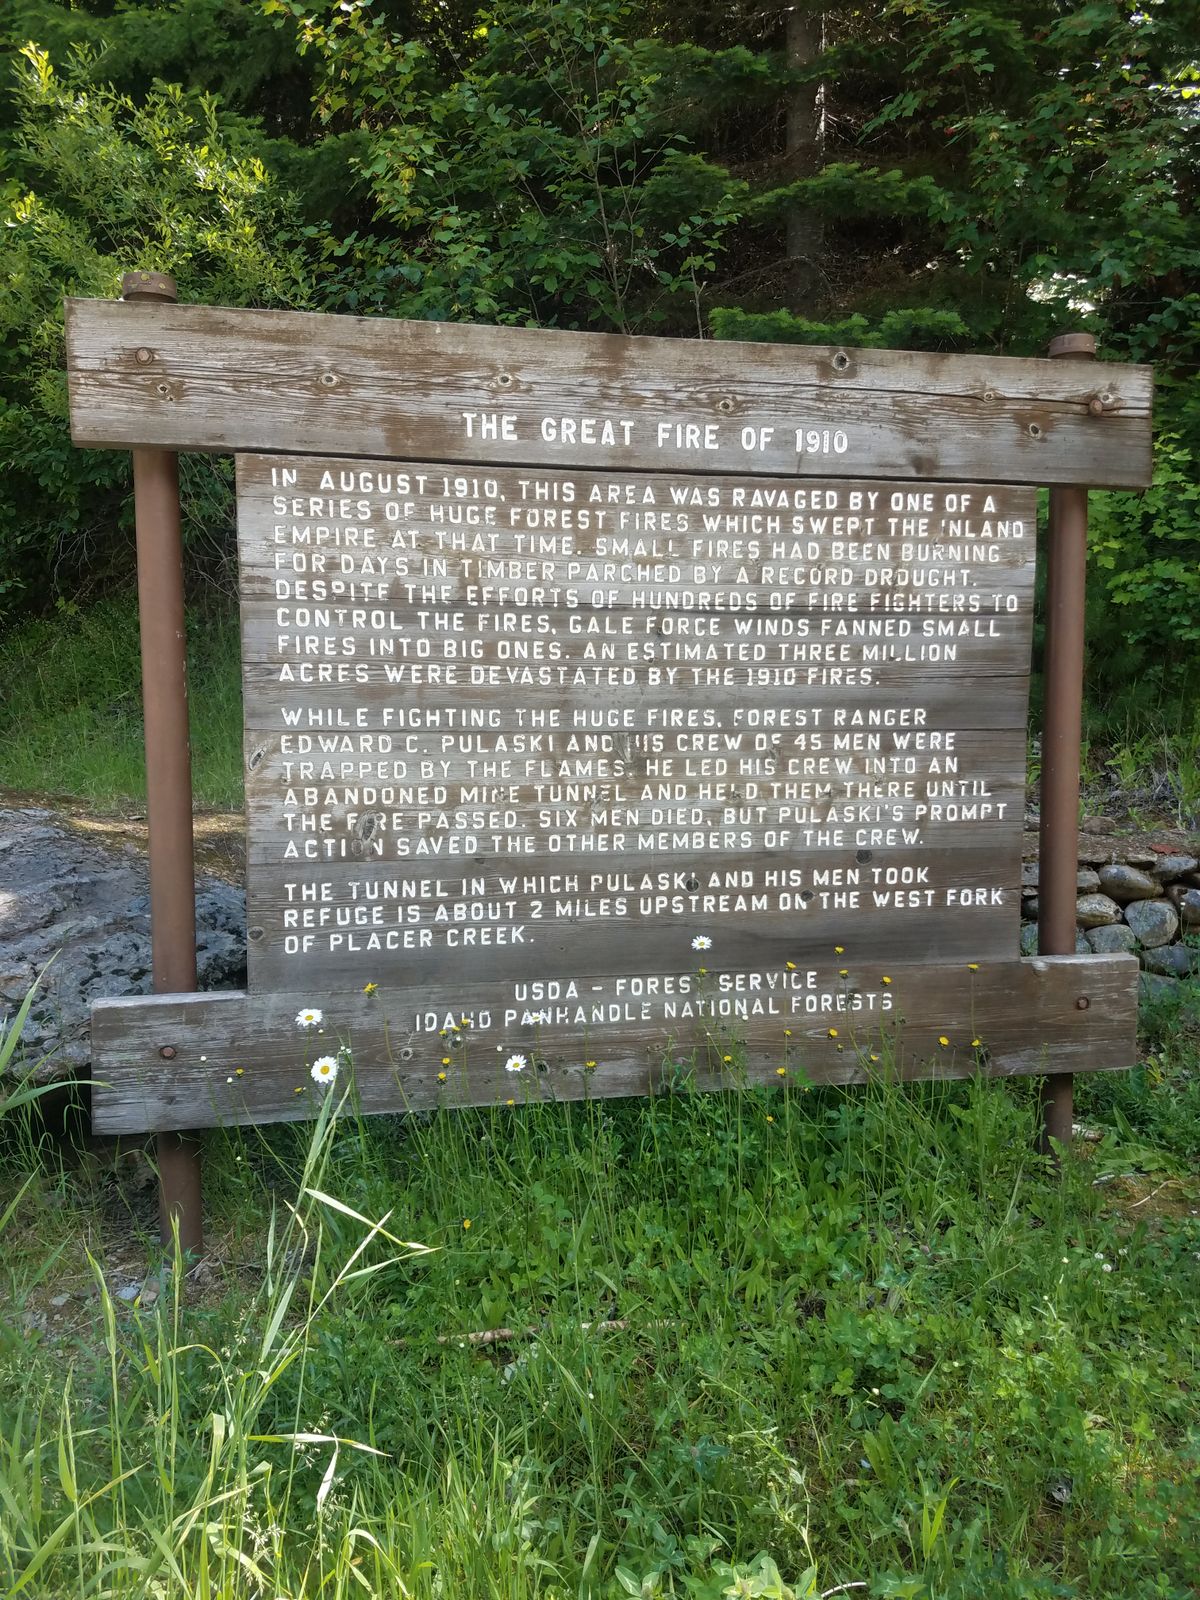 THE GREAT FIRE OF 1910
IN AUGUST 1910, THIS AREA WAS RAVAGED BY ONE OF A
SERIES OF HUGE FOREST FIRES WHICH SWEPT THE INLAND
EMPIRE AT THAT TIME. SMALL FIRES HAD BEEN BURNING
FOR DAYS IN TIMBER PARCHED BY A RECORD DROUGHT.
DESPITE THE EFFORTS OF HUNDREDS OF FIRE FIGHTERS TO
CONTROL THE FIRES, GALE FORCE WINDS FANNED SMALL
FIRES INTO BIG ONES. AN ESTIMATED THREE MILLION
ACRES WERE DEVASTATED BY THE 1910 FIRES.
WHILE FIGHTING THE HUGE FIRES, FOREST RANGER
EDWARD C. PULASKI AND HIS CREW OF 45 MEN WERE
TRAPPED BY THE FLAMES. HE LED HIS CREW INTO AN
ABANDONED MINE TUNNEL AND HELD THEM THERE UNTIL
THE FIRE PASSED. SIX MEN DIED, BUT PULASKI'S PROMPT
ACTION SAVED THE OTHER MEMBERS OF THE CREW.
THE TUNNEL IN WHICH PULASKI AND HIS MEN TOOK
REFUGE IS ABOUT 2 MILES UPSTREAM ON THE WEST FORK
OF PLACER CREEK.
USDA - FOREST SERVICE
IDAHO PANHANDLE NATIONAL FORESTS